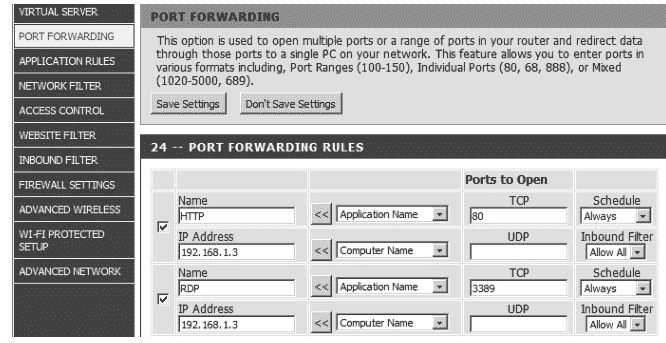 VIRTUAL SERVER
PORT FORWARDING
APPLICATION RULES
NETWORK FILTER
ACCESS CONTROL
WEBSITE FILTER
INBOUND FILTER
FIREWALL SETTINGS
ADVANCED WIRELESS
WI-FI PROTECTED
SETUP
ADVANCED NETWORK
PORT FORWARDING
This option is used to open multiple ports or a range of ports in your router and redirect data
through those ports to a single PC on your network. This feature allows you to enter ports in
various formats including, Port Ranges (100-150), Individual Ports (80, 68, 888), or Mixed
(1020-5000, 689).
Save Settings Don't Save Settings
24 -- PORT FORWARDING RULES
Ports to Open
Name TCP Schedule
HTTP << Application Name 80 Always
IP Address UDP Inbound Filter
192.168.1.3 << Computer Name Allow All
Name TCP Schedule
RDP << Application Name 3389 Always
IP Address UDP Inbound Filter
192.168.1.3 << Computer Name Allow All